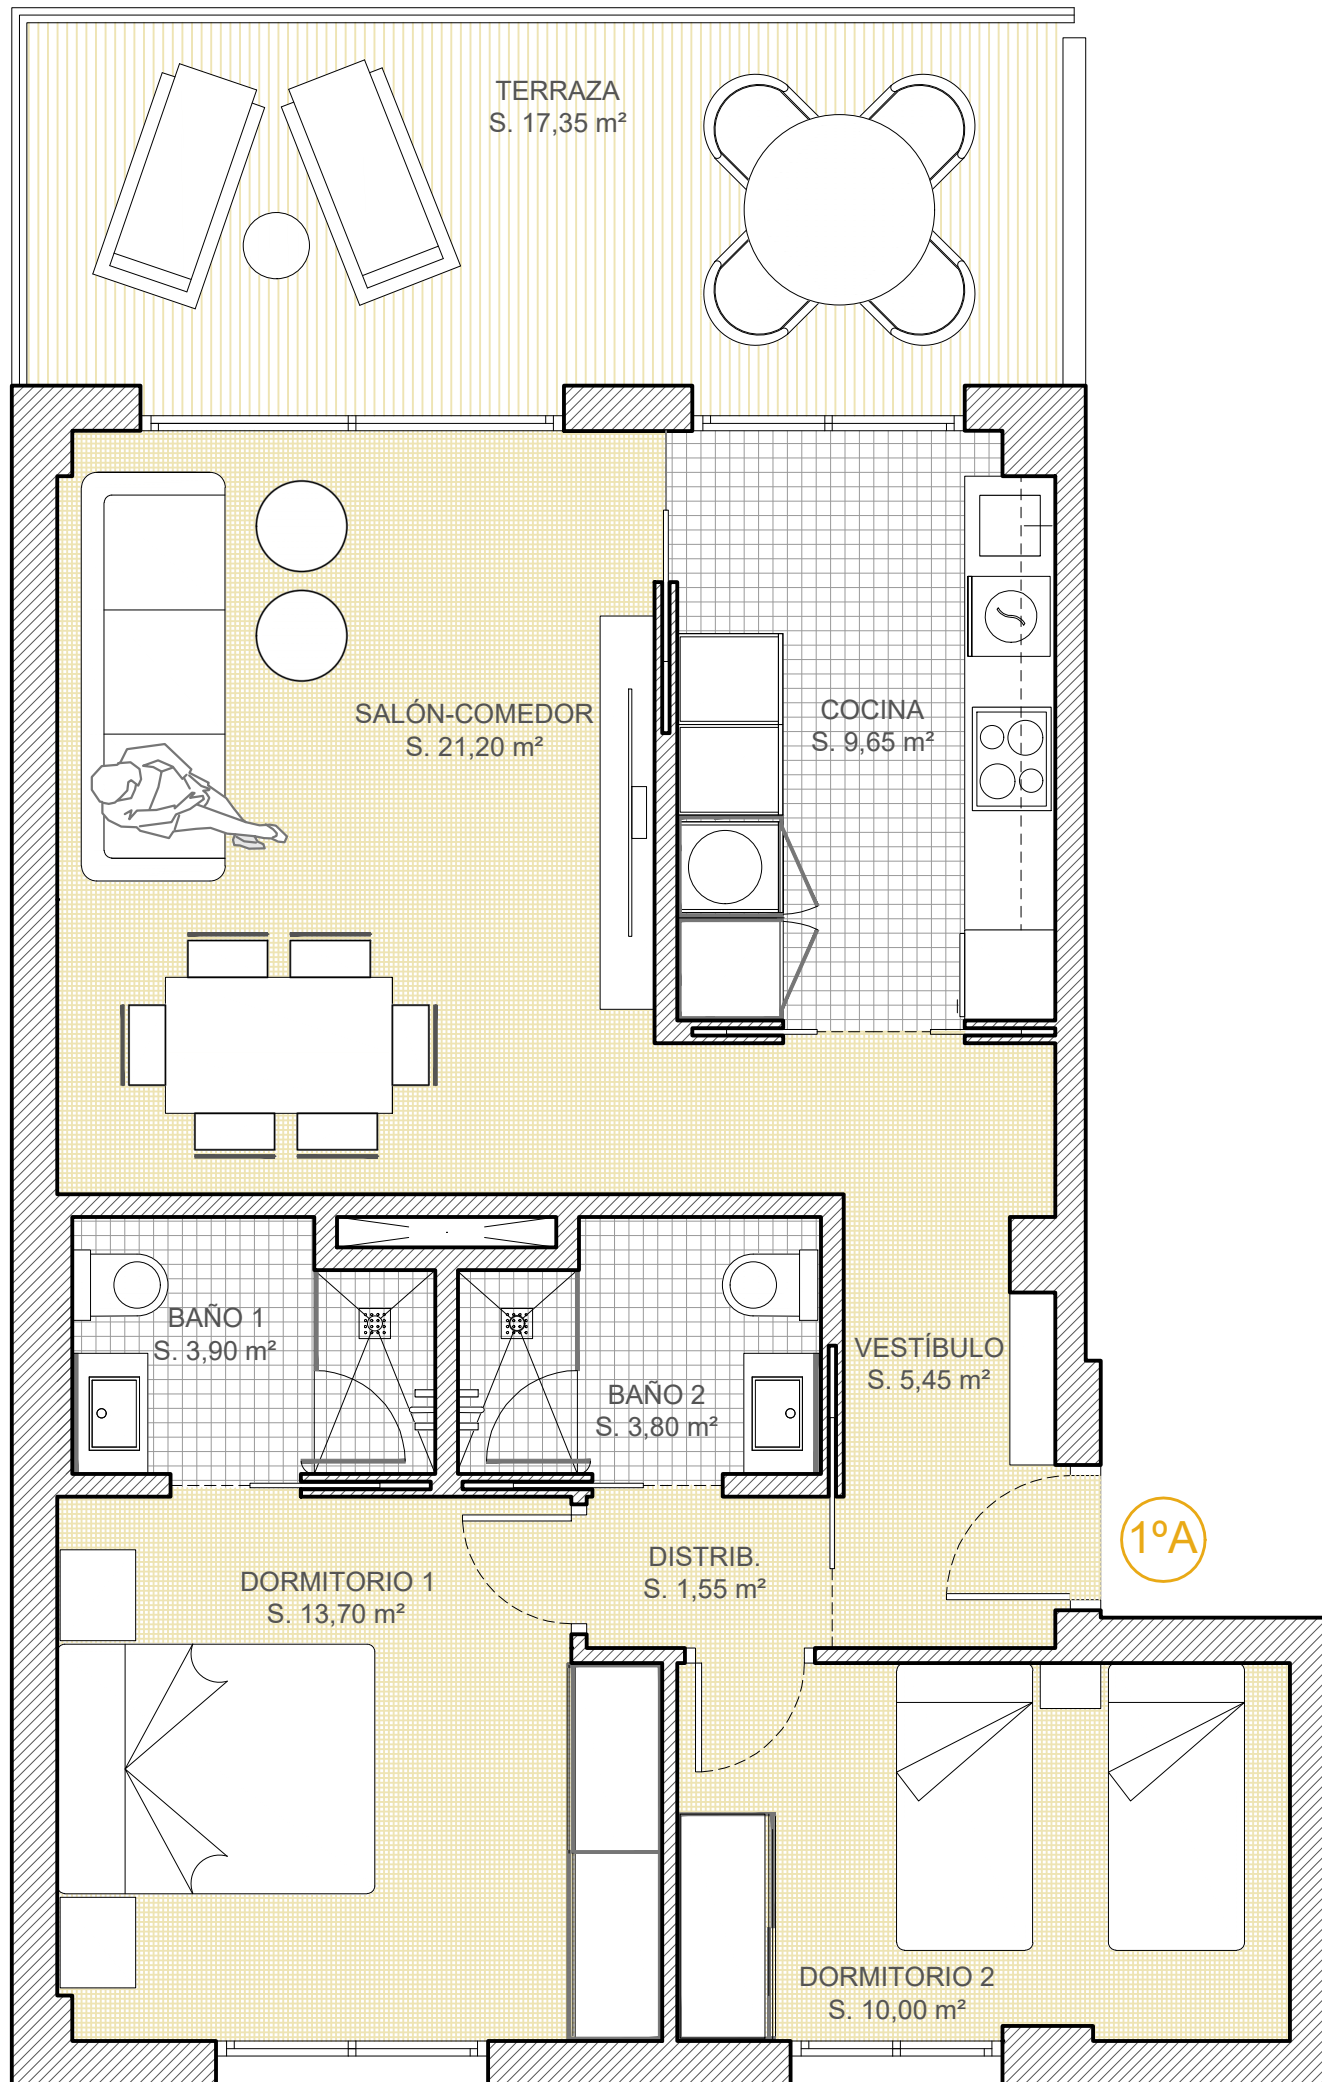 TERRAZA
S. 17,35 m²
SALÓN-COMEDOR
S. 21,20 m²
COCINA
S. 9,65 m²
BAÑO 1
S. 3,90 m²
BAÑO 2
S. 3,80 m²
VESTÍBULO
S. 5,45 m²
1ºA
DISTRIB.
S. 1,55 m²
DORMITORIO 1
S. 13,70 m²
DORMITORIO 2
S. 10,00 m²